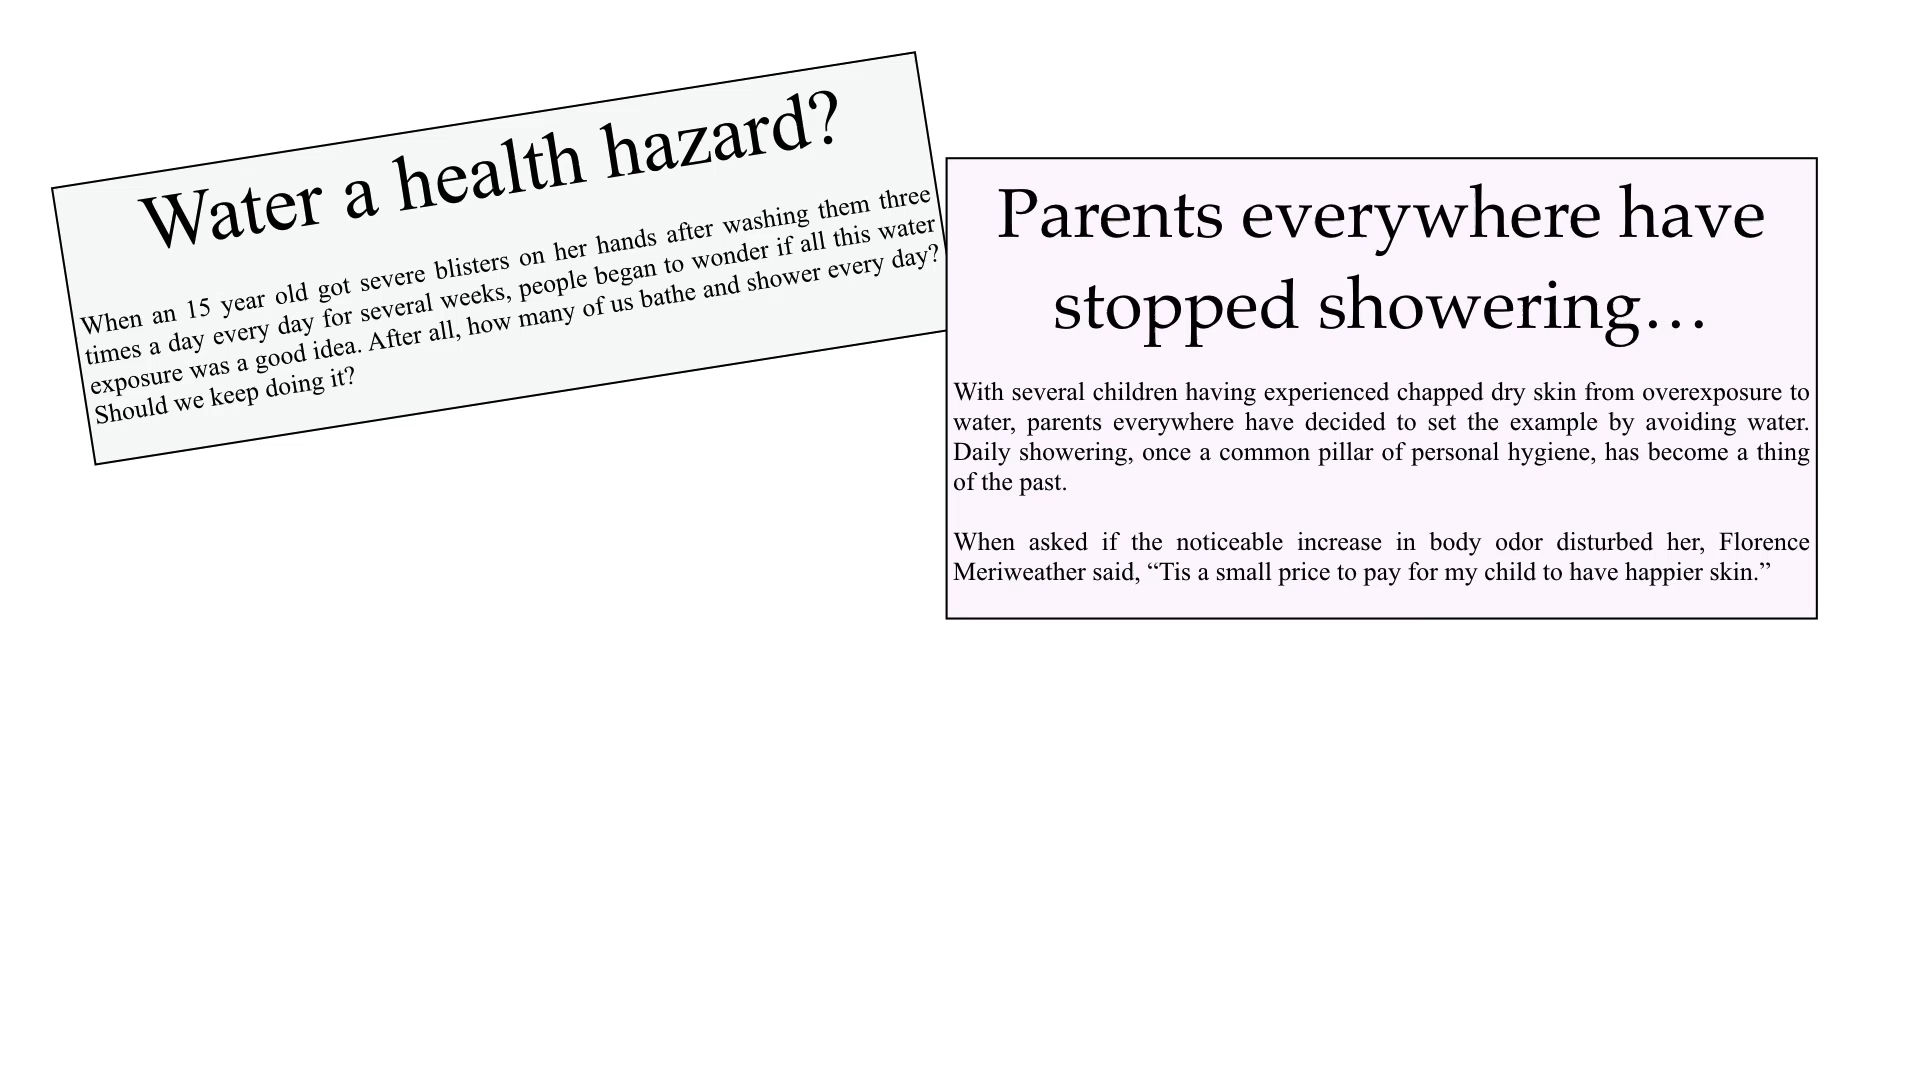 Water a health hazard?
When an 15 year old got severe blisters on her hands after washing them three
times a day every day for several weeks, people began to wonder if all this water
exposure was a good idea. After all, how many of us bathe and shower every day?
Should we keep doing it?
Parents everywhere have
stopped showering…
With several children having experienced chapped dry skin from overexposure to
water, parents everywhere have decided to set the example by avoiding water.
Daily showering, once a common pillar of personal hygiene, has become a thing
of the past.
When asked if the noticeable increase in body odor disturbed her, Florence
Meriweather said, “Tis a small price to pay for my child to have happier skin.”